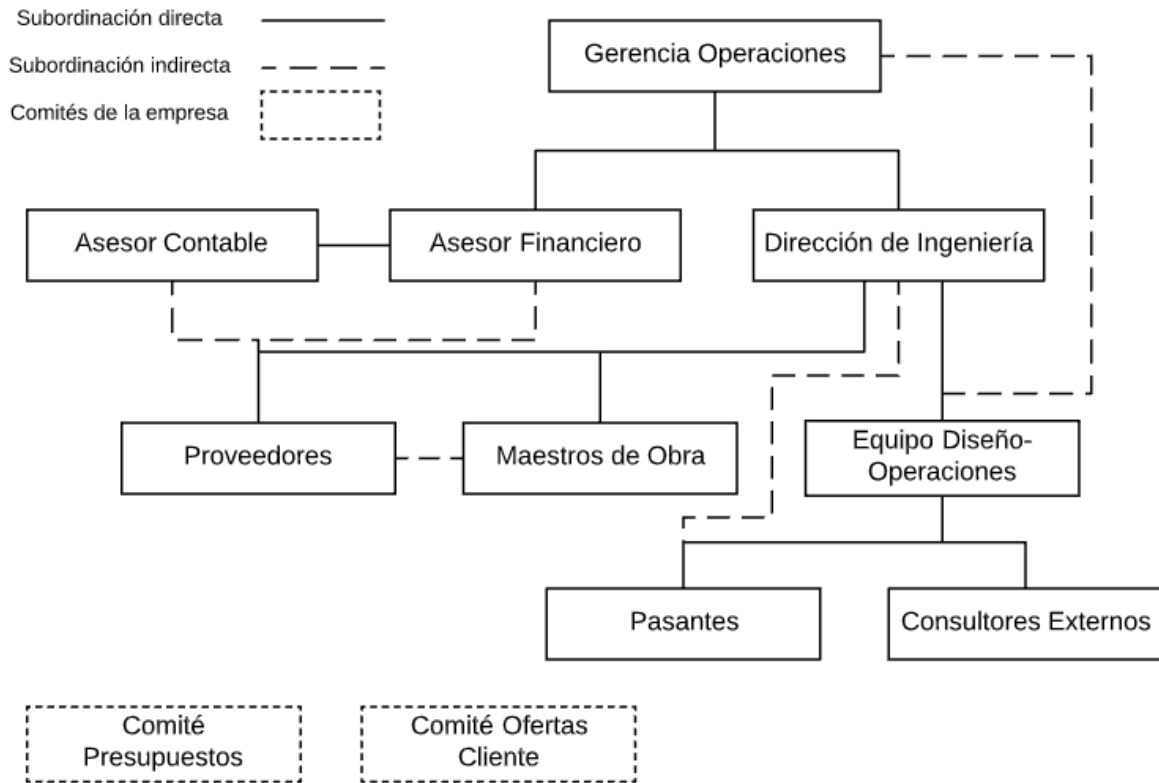 Subordinación directa
Subordinación indirecta
Comités de la empresa
Gerencia Operaciones
Asesor Contable
Asesor Financiero
Dirección de Ingeniería
Proveedores
Maestros de Obra
Equipo Diseño-
Operaciones
Pasantes
Consultores Externos
Comité
Presupuestos
Comité Ofertas
Cliente